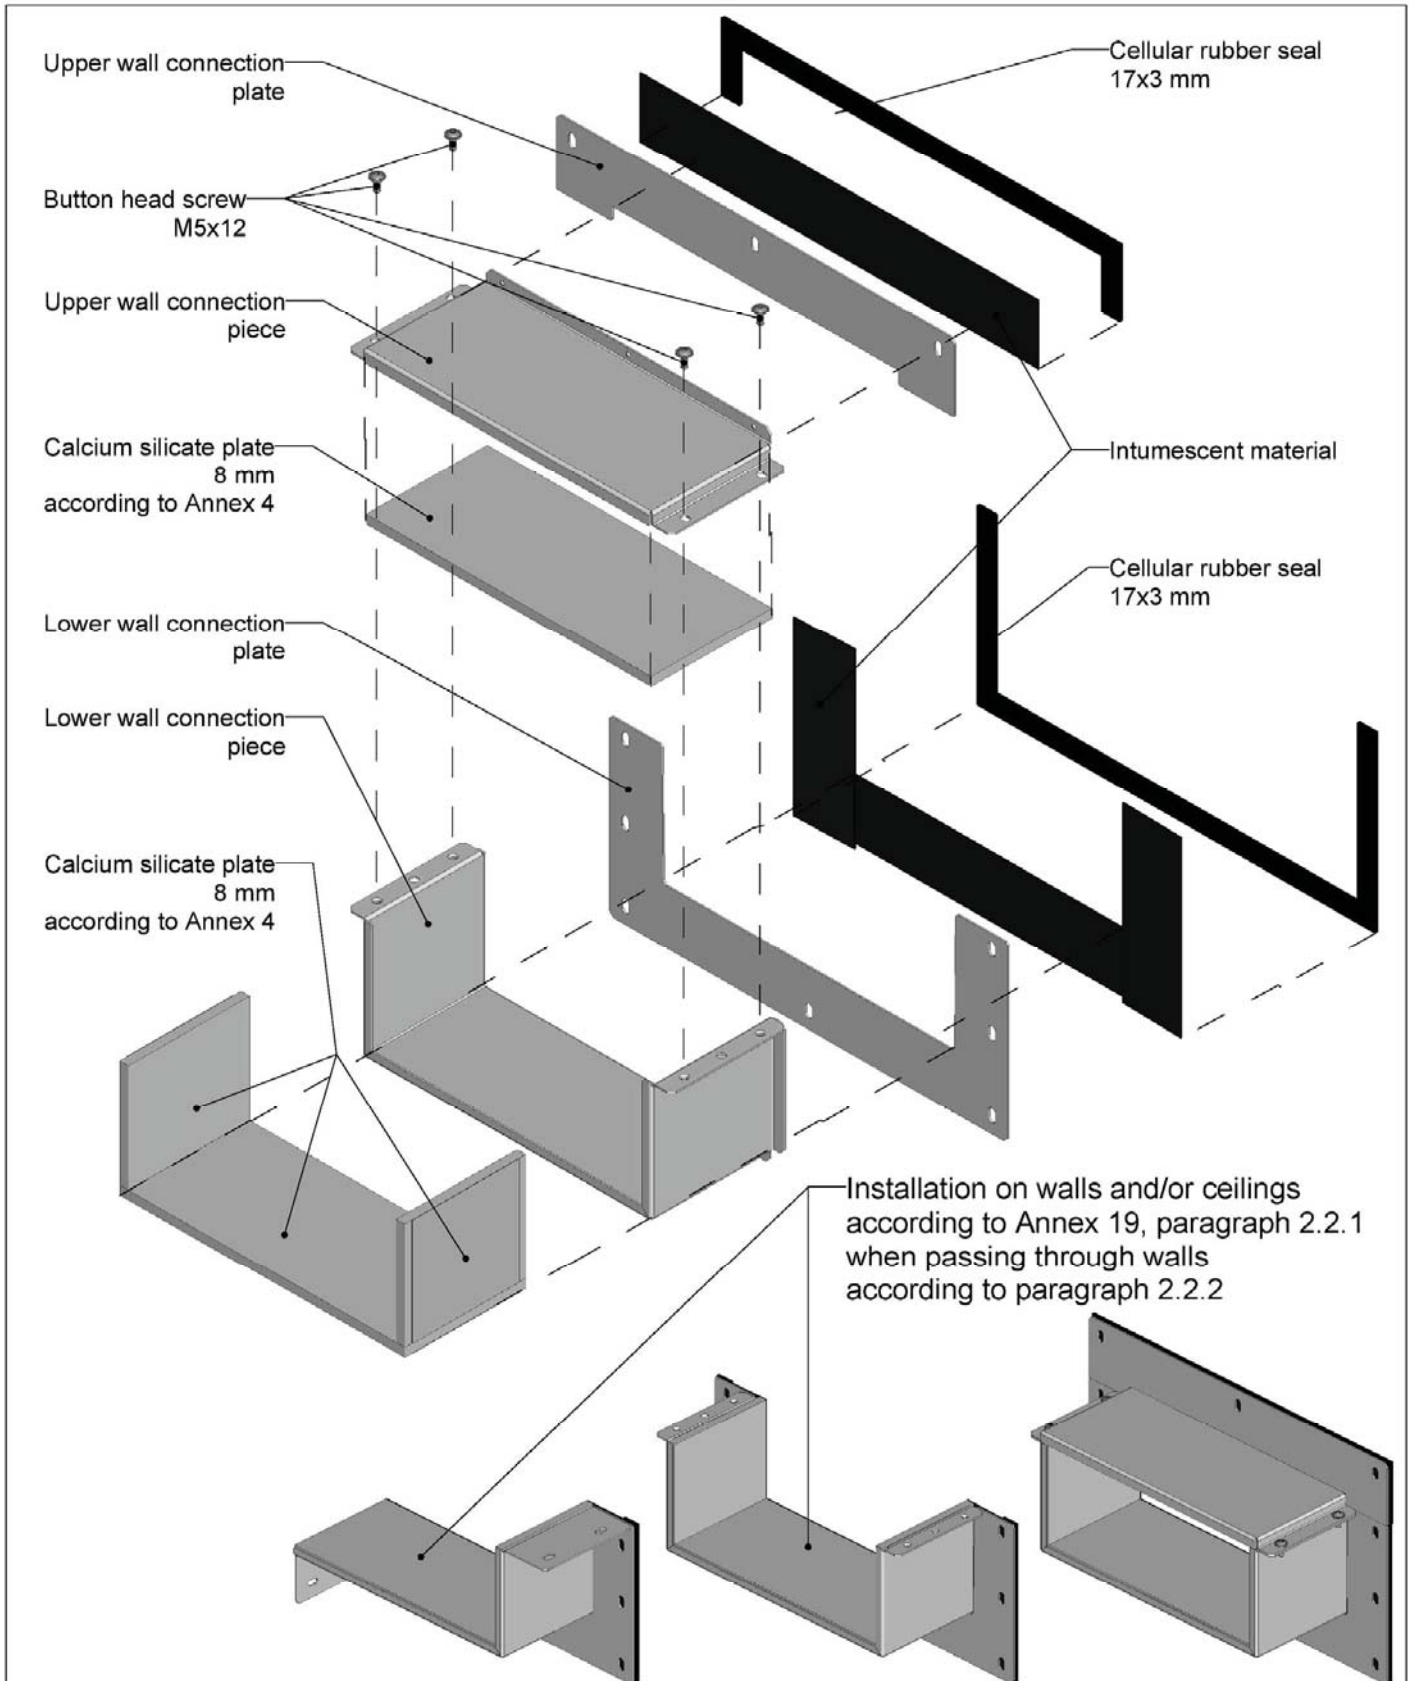 Upper wall connection
plate
Cellular rubber seal
17x3 mm
Button head screw
M5x12
Upper wall connection
piece
Calcium silicate plate
8 mm
according to Annex 4
Intumescent material
Cellular rubber seal
17x3 mm
Lower wall connection
plate
Lower wall connection
piece
Calcium silicate plate
8 mm
according to Annex 4
Installation on walls and/or ceilings
according to Annex 19, paragraph 2.2.1
when passing through walls
according to paragraph 2.2.2